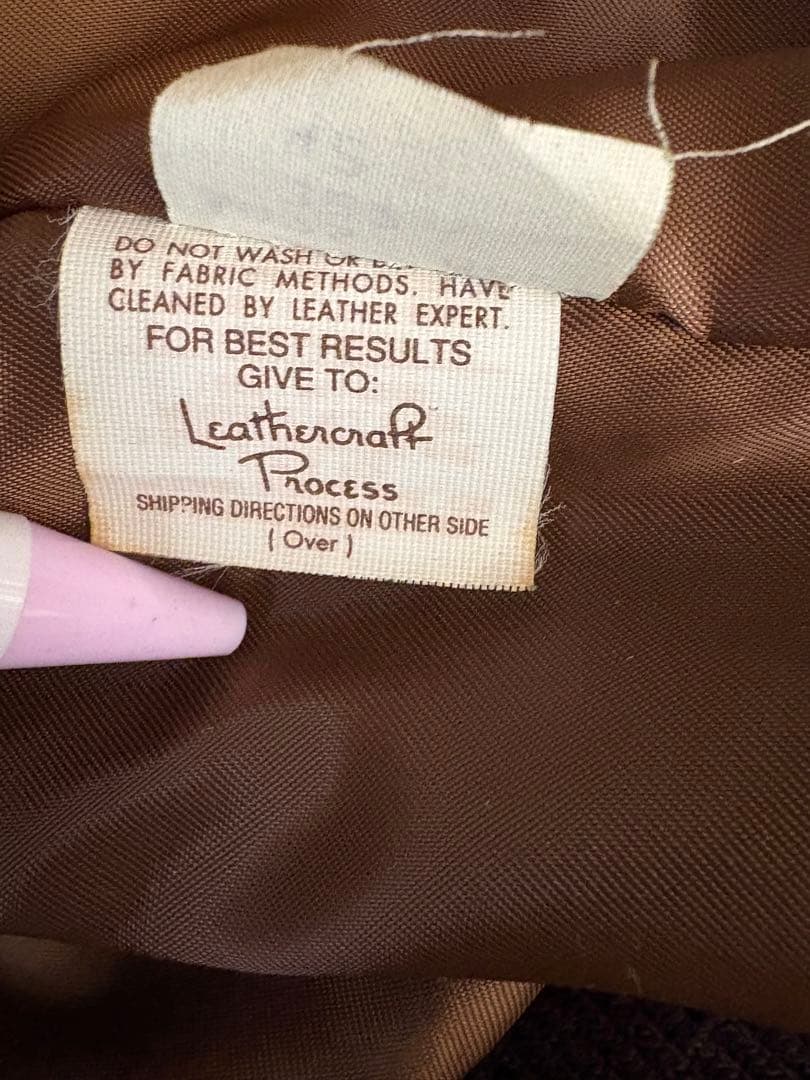 DO NOT WASH OR
BY FABRIC METHODS. HAVE
CLEANED BY LEATHER EXPERT.
FOR BEST RESULTS
GIVE TO:
Leathercraft
Process
SHIPPING DIRECTIONS ON OTHER SIDE
( Over )